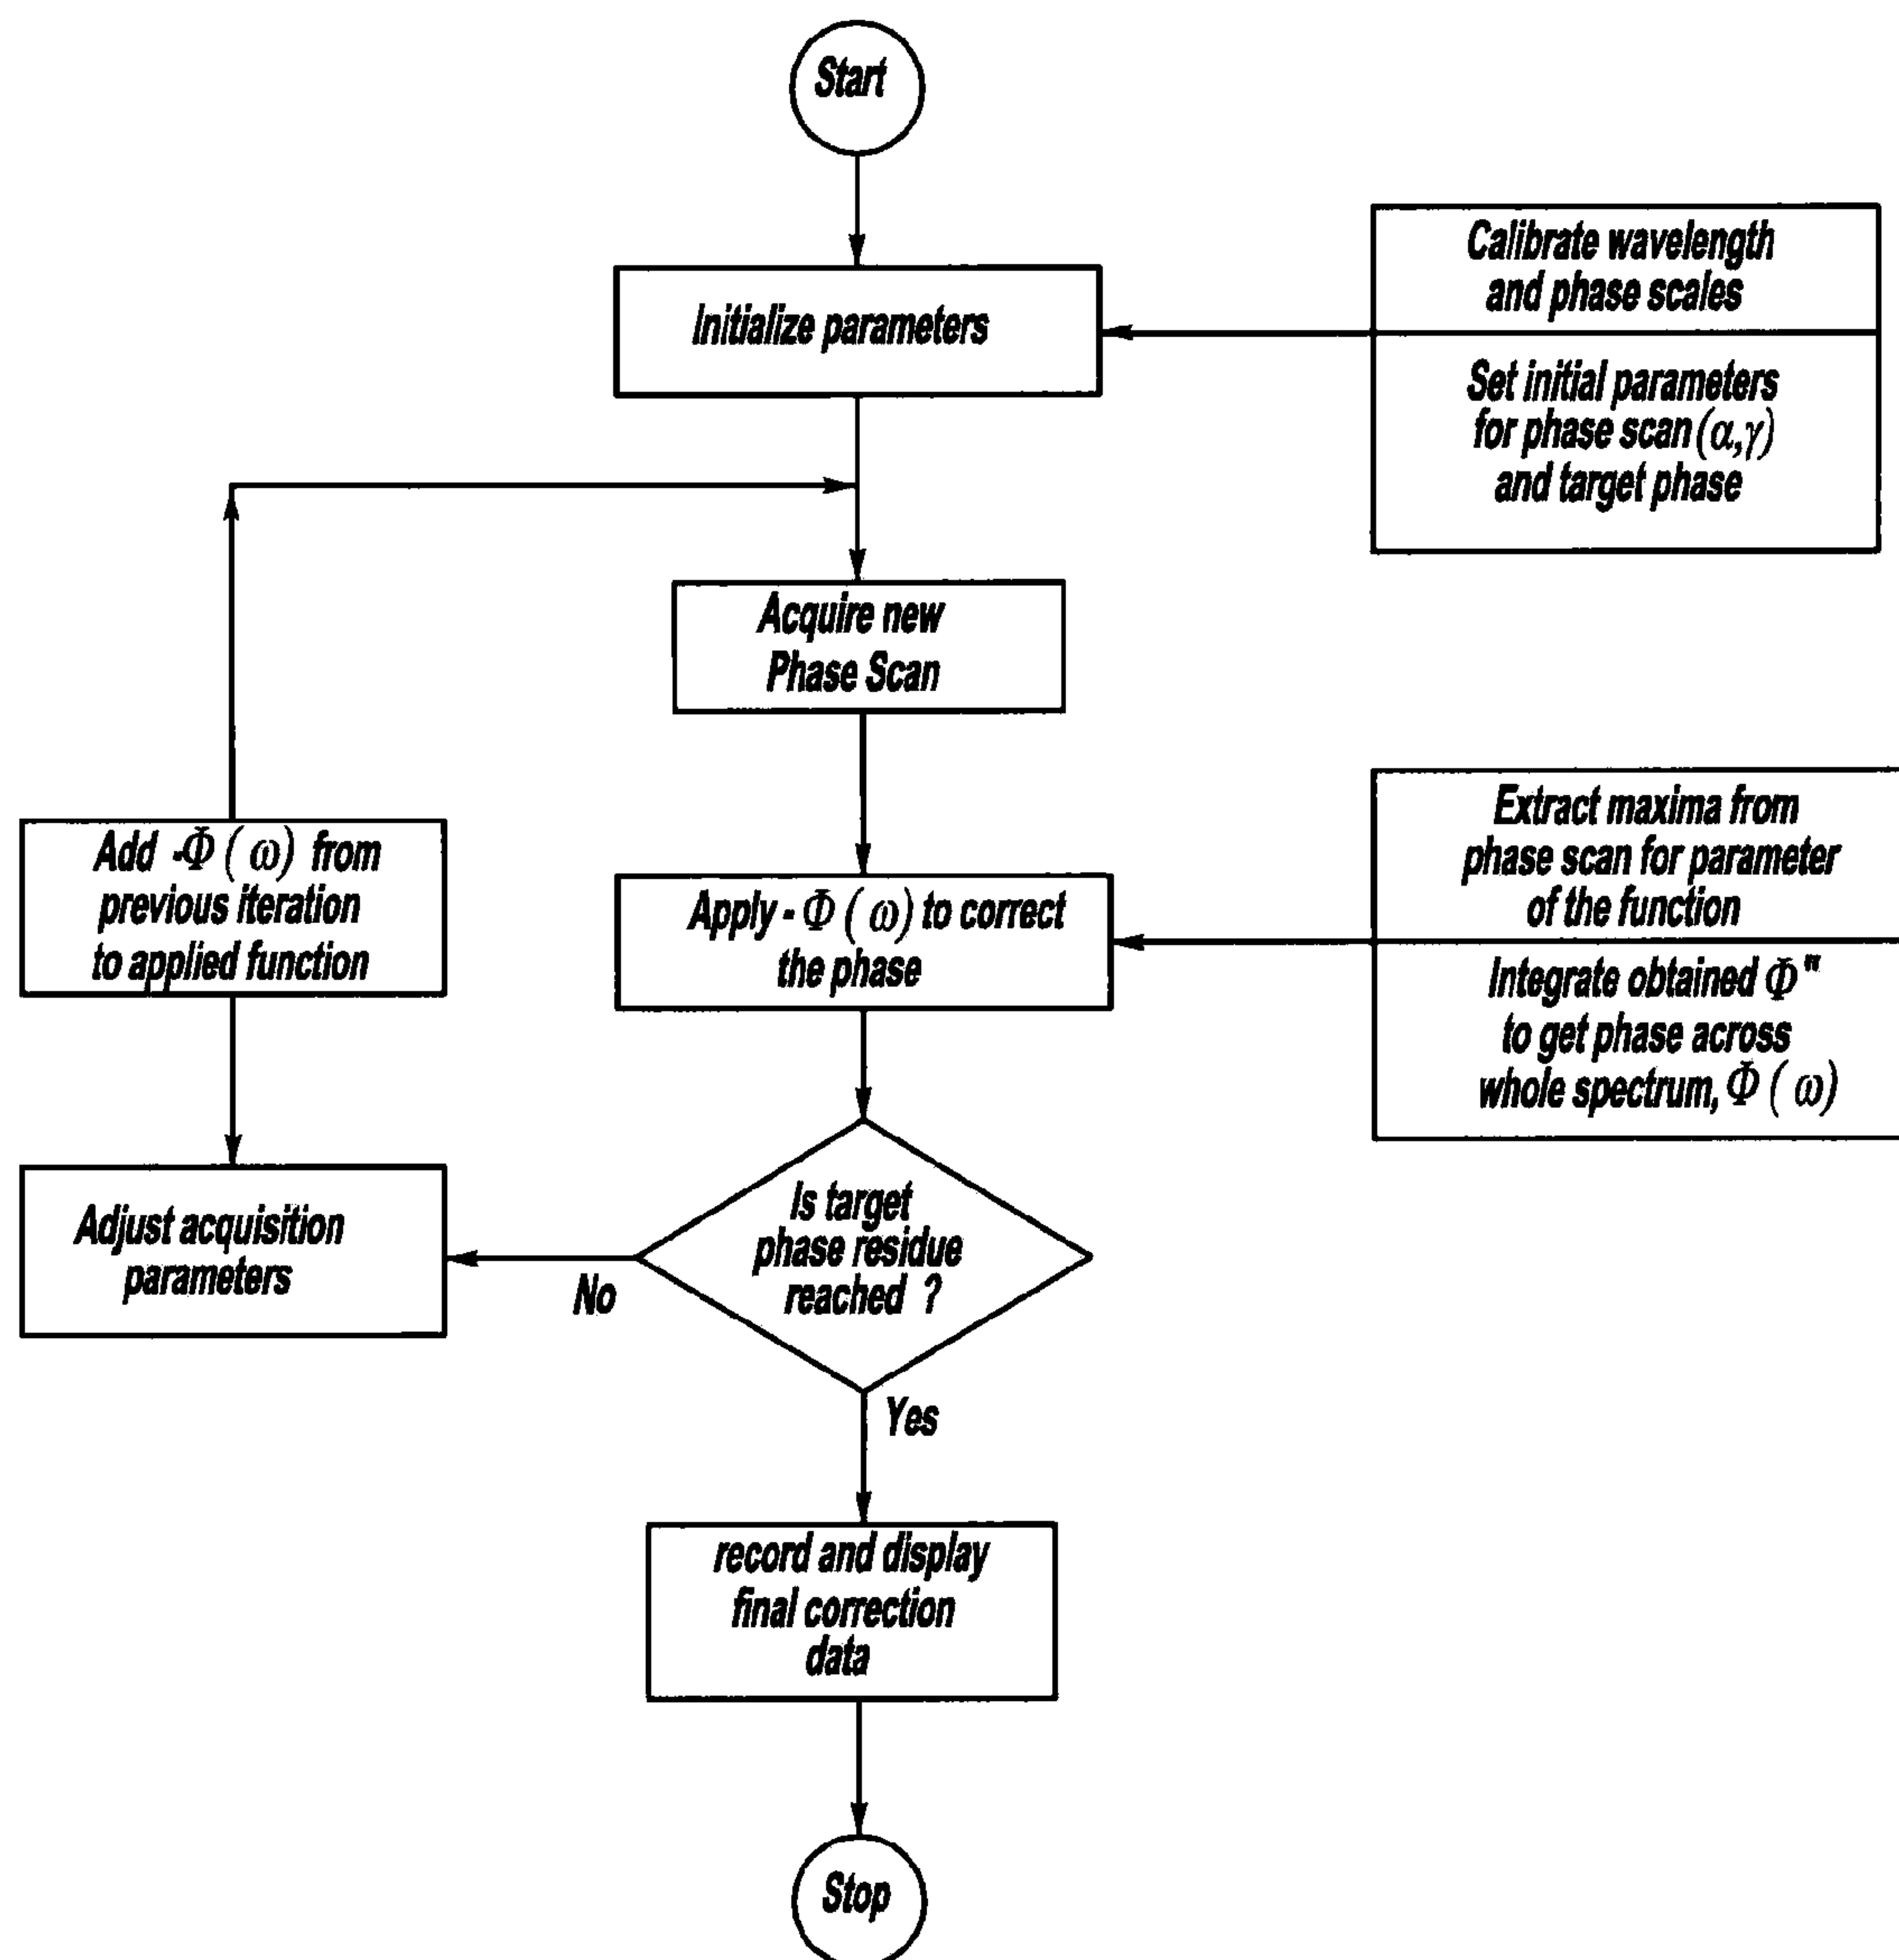 Start
Initialize parameters
Calibrate wavelength
and phase scales
Set initial parameters
for phase scan (α,γ)
and target phase
Acquire new
Phase Scan
Add -Φ ( ω ) from
previous iteration
to applied function
Apply - Φ ( ω ) to correct
the phase
Extract maxima from
phase scan for parameter
of the function
Integrate obtained Φ"
to get phase across
whole spectrum, Φ ( ω )
Adjust acquisition
parameters
Is target
phase residue
reached ?
No
Yes
record and display
final correction
data
Stop